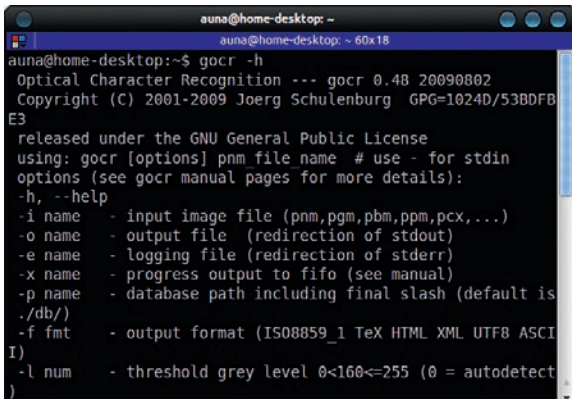 auna@home-desktop: ~
auna@home-desktop: ~ 60x18
auna@home-desktop:~$ gocr -h
 Optical Character Recognition --- gocr 0.48 20090802
 Copyright (C) 2001-2009 Joerg Schulenburg  GPG=1024D/53BDFB
E3
 released under the GNU General Public License
 using: gocr [options] pnm_file_name  # use - for stdin
 options (see gocr manual pages for more details):
 -h, --help
 -i name   - input image file (pnm,pgm,pbm,ppm,pcx,...)
 -o name   - output file  (redirection of stdout)
 -e name   - logging file (redirection of stderr)
 -x name   - progress output to fifo (see manual)
 -p name   - database path including final slash (default is
 ./db/)
 -f fmt    - output format (ISO8859_1 TeX HTML XML UTF8 ASCI
I)
 -l num    - threshold grey level 0<160<=255 (0 = autodetect
)